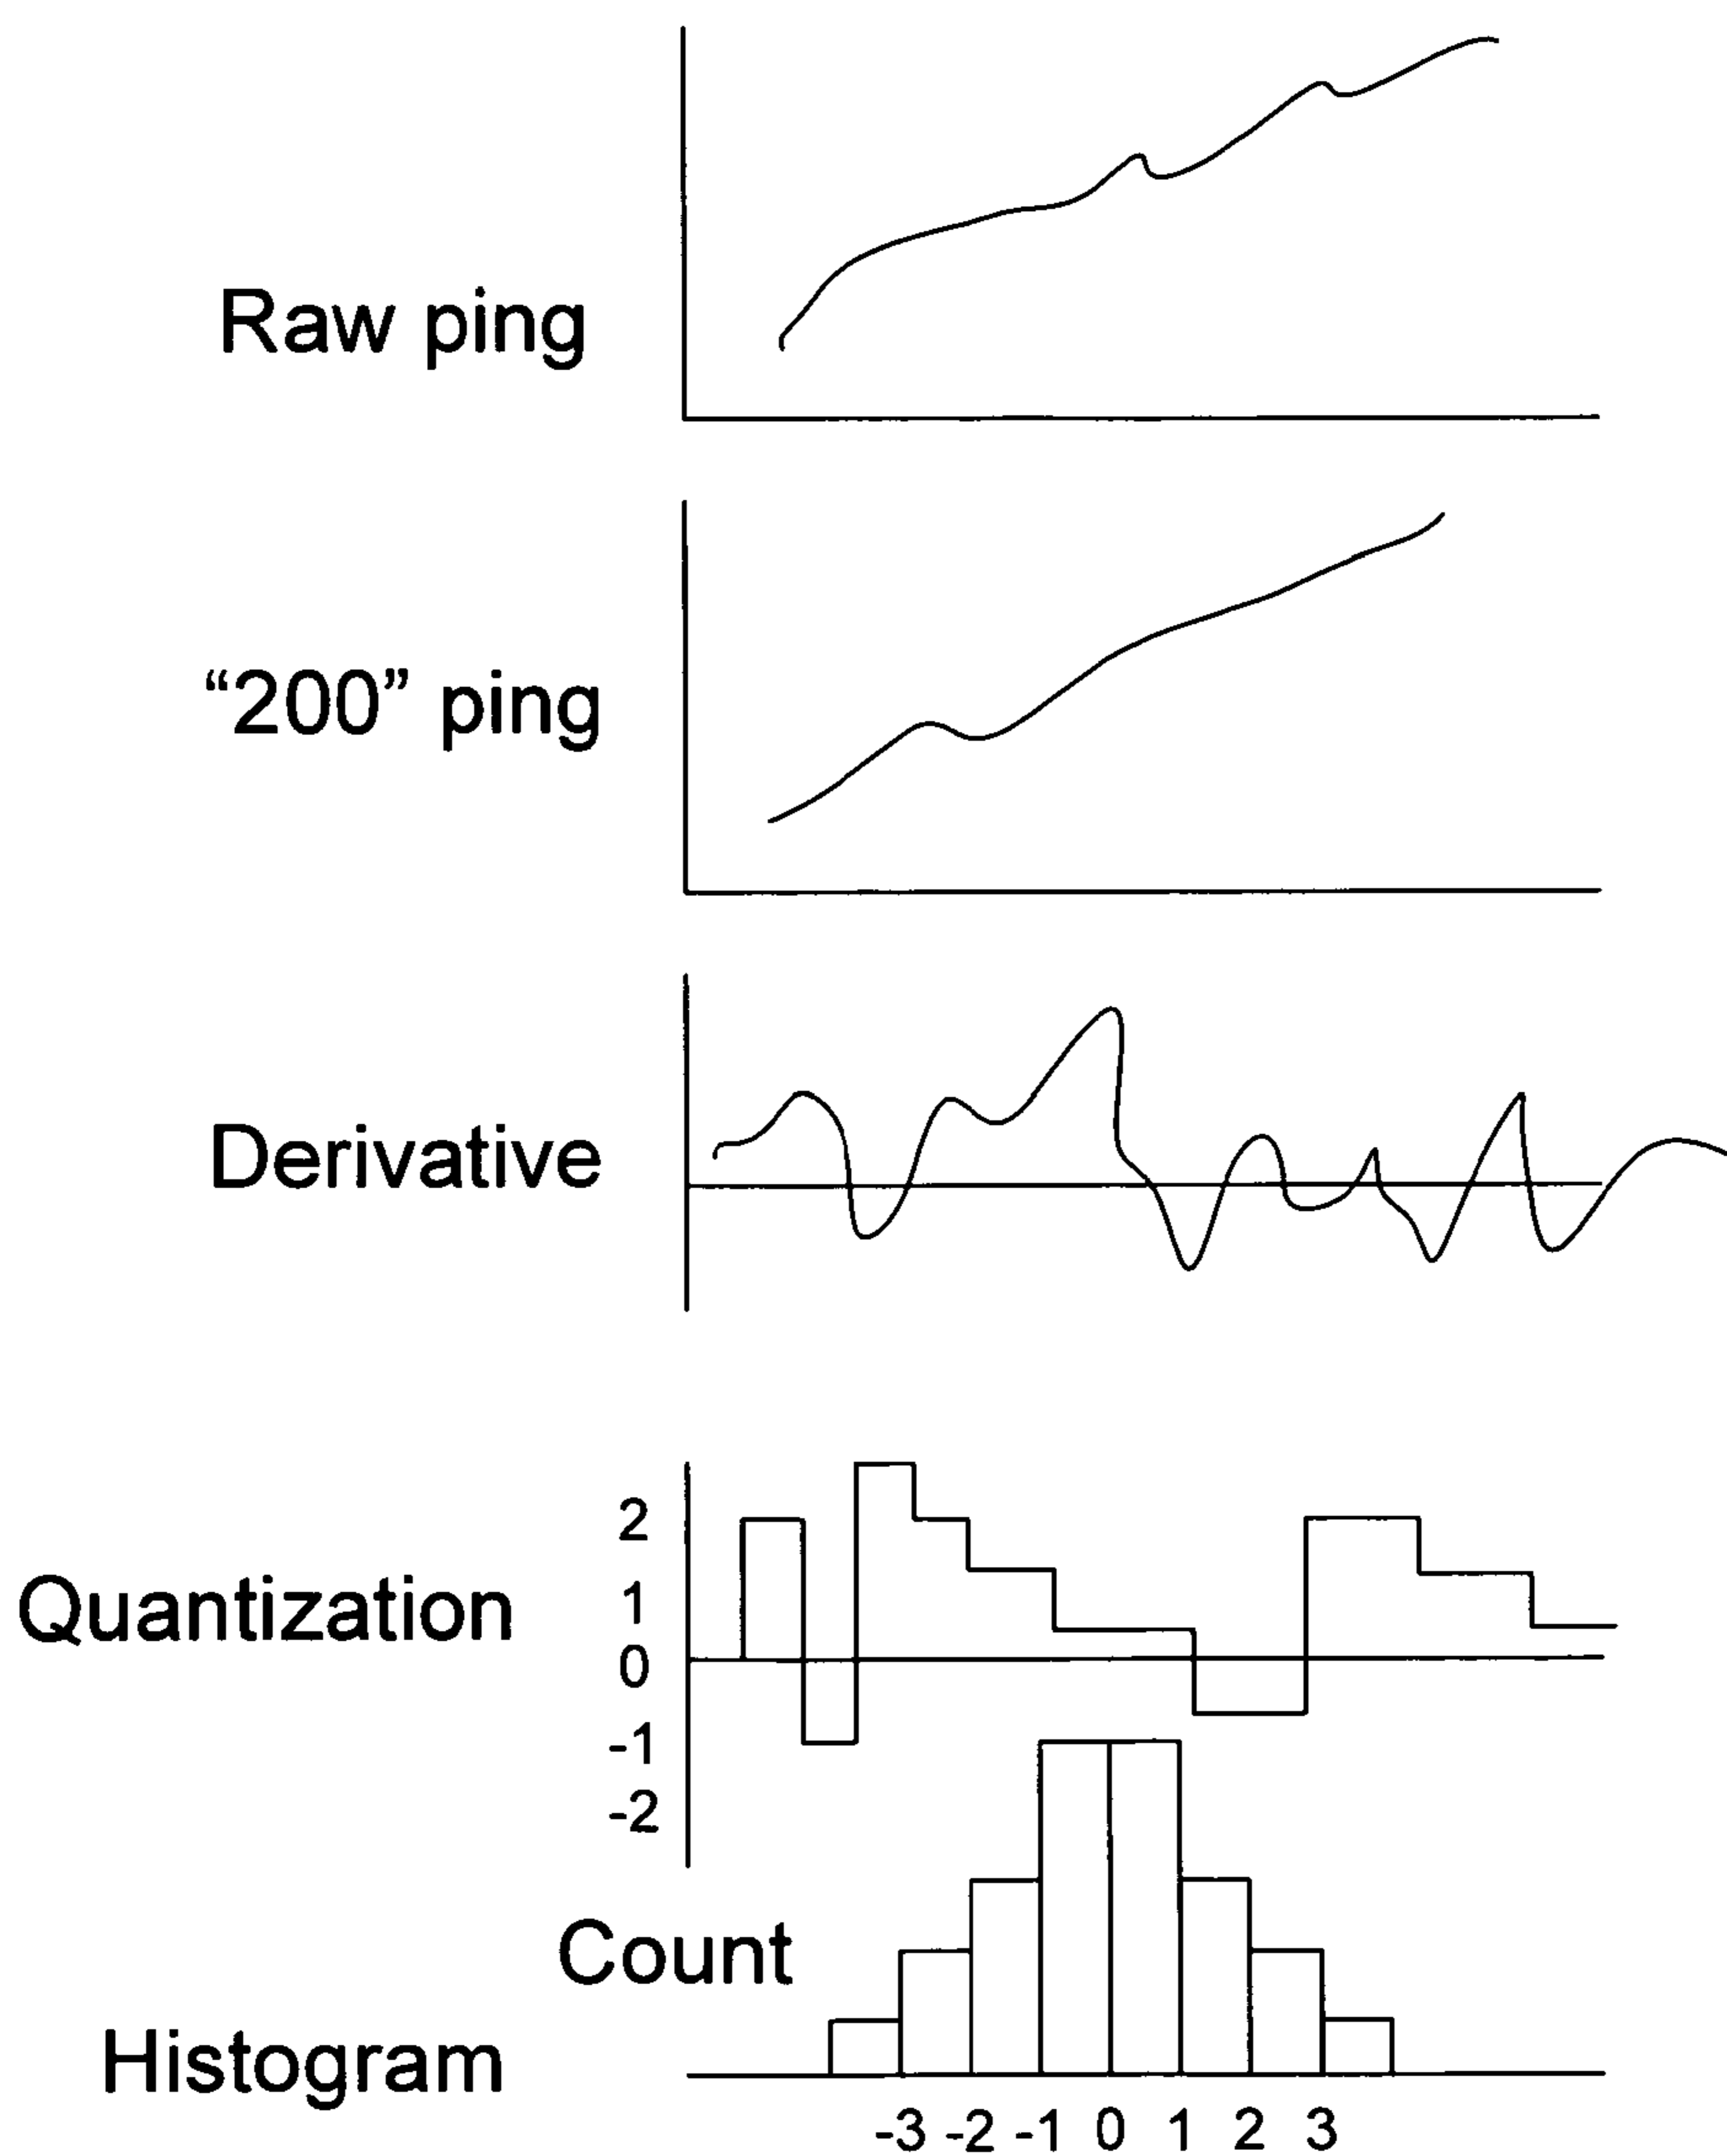 Raw ping
“200” ping
Derivative
Quantization
2
1
0
-1
-2
Count
Histogram
-3 -2 -1 0 1 2 3